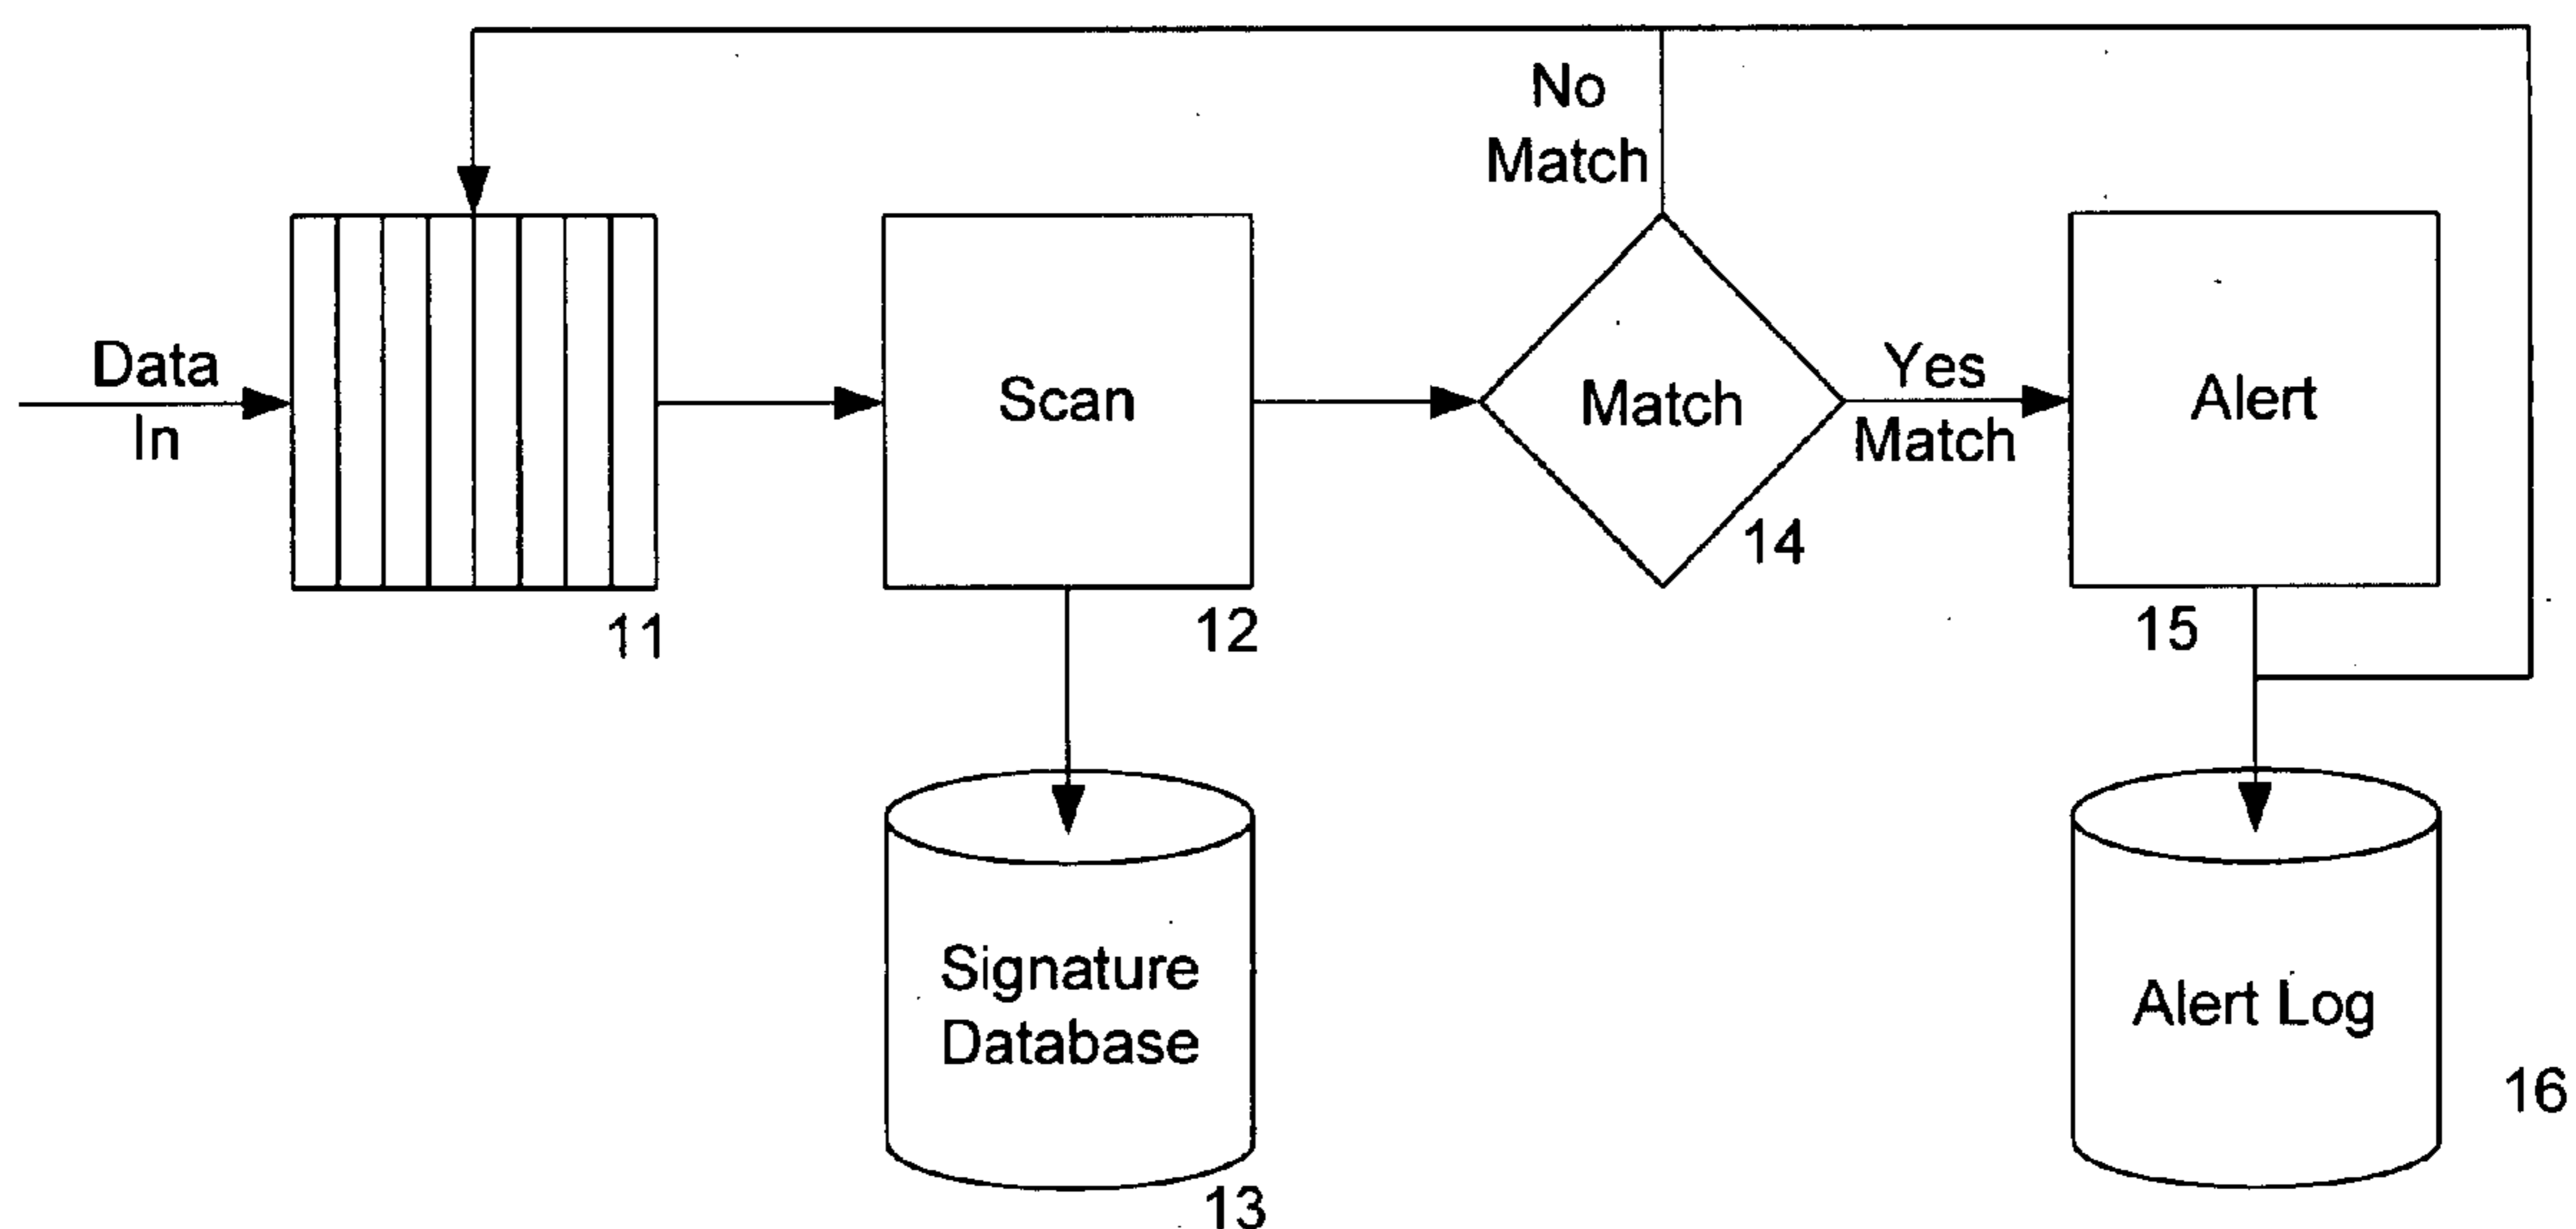 No
Match
Data
In
Scan
Match
Yes
Match
Alert
11
12
14
15
Signature
Database
13
Alert Log
16